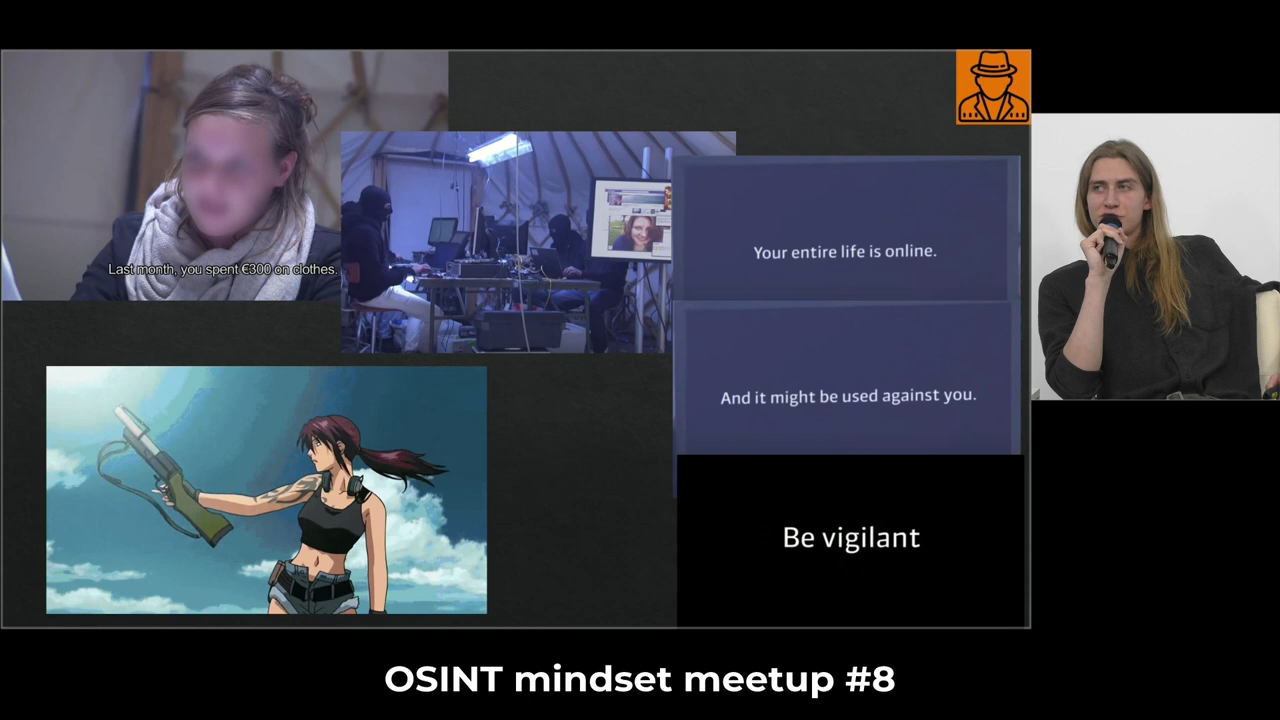 Last month, you spent €300 on clothes.
Your entire life is online.
And it might be used against you.
Be vigilant
OSINT mindset meetup #8